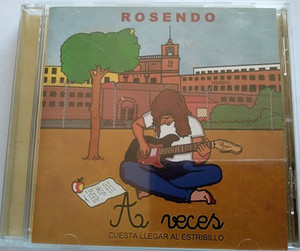 ROSENDO
A veces
CUESTA LLEGAR AL ESTRIBILLO